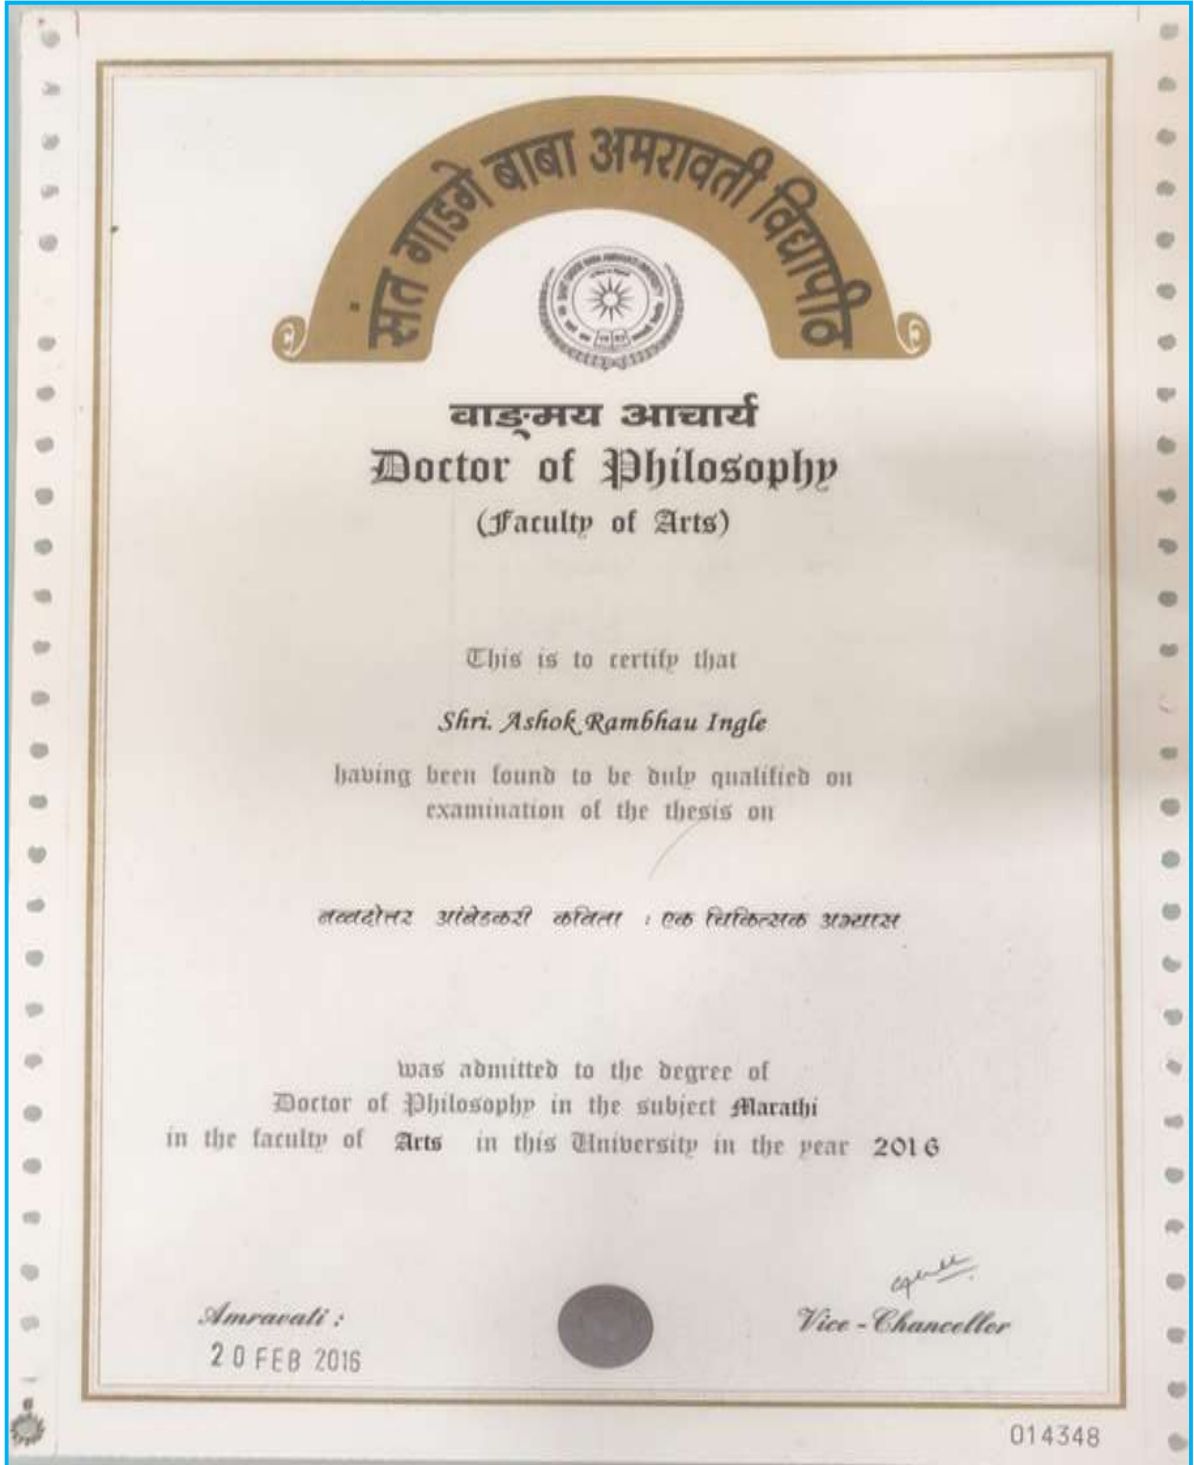 संत गाडगे बाबा अमरावती विद्यापीठ
वाङ्‌मय आचार्य
Doctor of Philosophy
(Faculty of Arts)
This is to certify that
Shri. Ashok Rambhau Ingle
having been found to be duly qualified on
examination of the thesis on
नव्वदोत्तर आंबेडकरी कविता : एक चिकित्सक अभ्यास
was admitted to the degree of
Doctor of Philosophy in the subject Marathi
in the faculty of Arts in this University in the year 2016
Amravati :
20 FEB 2016
Vice-Chancellor
014348